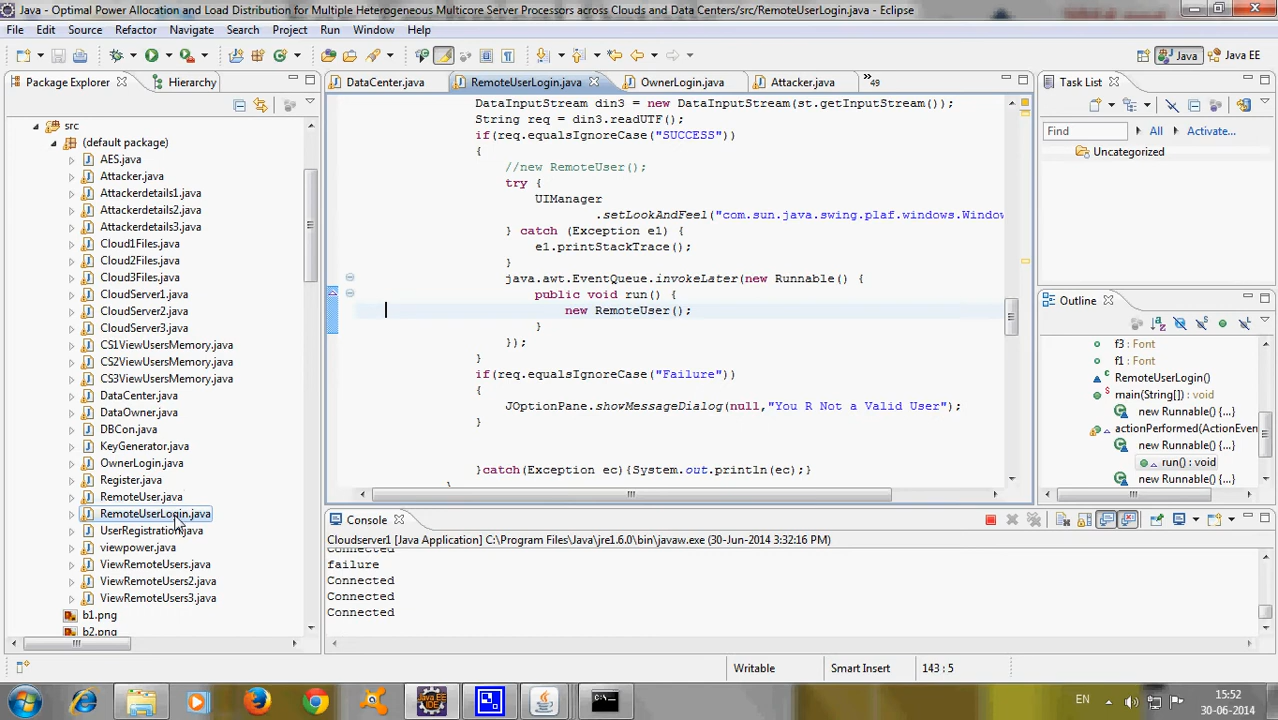 Java - Optimal Power Allocation and Load Distribution for Multiple Heterogeneous Multicore Server Processors across Clouds and Data Centers/src/RemoteUserLogin.java - Eclipse
File Edit Source Refactor Navigate Search Project Run Window Help
Java Java EE
Package Explorer Hierarchy
src
(default package)
AES.java
Attacker.java
Attackerdetails1.java
Attackerdetails2.java
Attackerdetails3.java
Cloud1Files.java
Cloud2Files.java
Cloud3Files.java
CloudServer1.java
CloudServer2.java
CloudServer3.java
CS1ViewUsersMemory.java
CS2ViewUsersMemory.java
CS3ViewUsersMemory.java
DataCenter.java
DataOwner.java
DBCon.java
KeyGenerator.java
OwnerLogin.java
Register.java
RemoteUser.java
RemoteUserLogin.java
UserRegistration.java
viewpower.java
ViewRemoteUsers.java
ViewRemoteUsers2.java
ViewRemoteUsers3.java
b1.png
b2.png
DataCenter.java RemoteUserLogin.java OwnerLogin.java Attacker.java »49
DataInputStream din3 = new DataInputStream(st.getInputStream());
String req = din3.readUTF();
if(req.equalsIgnoreCase("SUCCESS"))
{
//new RemoteUser();
try {
UIManager
.setLookAndFeel("com.sun.java.swing.plaf.windows.Window
} catch (Exception e1) {
e1.printStackTrace();
}
java.awt.EventQueue.invokeLater(new Runnable() {
public void run() {
new RemoteUser();
}
});
}
if(req.equalsIgnoreCase("Failure"))
{
JOptionPane.showMessageDialog(null,"You R Not a Valid User");
}
}catch(Exception ec){System.out.println(ec);}
Console
Cloudserver1 [Java Application] C:\Program Files\Java\jre1.6.0\bin\javaw.exe (30-Jun-2014 3:32:16 PM)
Connected
failure
Connected
Connected
Connected
Task List
Find All Activate...
Uncategorized
Outline
f3 : Font
f1 : Font
RemoteUserLogin()
main(String[]) : void
new Runnable() {...}
actionPerformed(ActionEven
new Runnable() {...}
run() : void
new Runnable() {...}
Writable Smart Insert 143 : 5
EN 15:52
30-06-2014